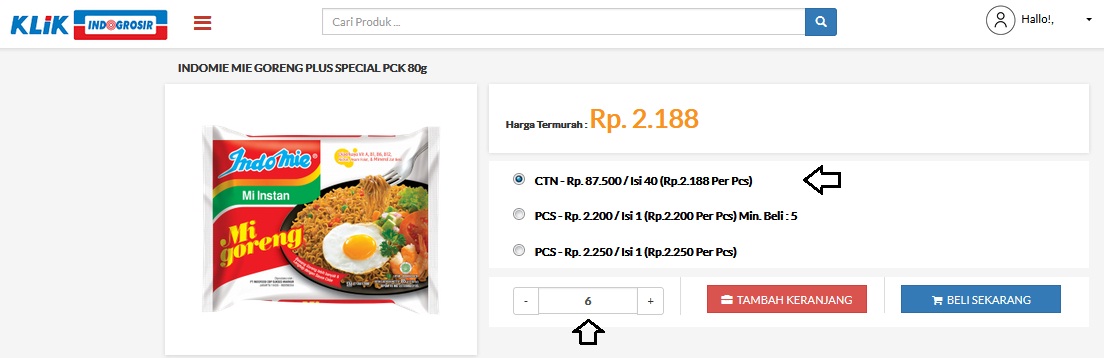 KLiK INDOGROSIR
Cari Produk ...
Hallo!,
INDOMIE MIE GORENG PLUS SPECIAL PCK 80g
Indomie
Mi Instan
Mi goreng
Harga Termurah : Rp. 2.188
CTN - Rp. 87.500 / Isi 40 (Rp.2.188 Per Pcs)
PCS - Rp. 2.200 / Isi 1 (Rp.2.200 Per Pcs) Min. Beli : 5
PCS - Rp. 2.250 / Isi 1 (Rp.2.250 Per Pcs)
- 6 +
TAMBAH KERANJANG
BELI SEKARANG